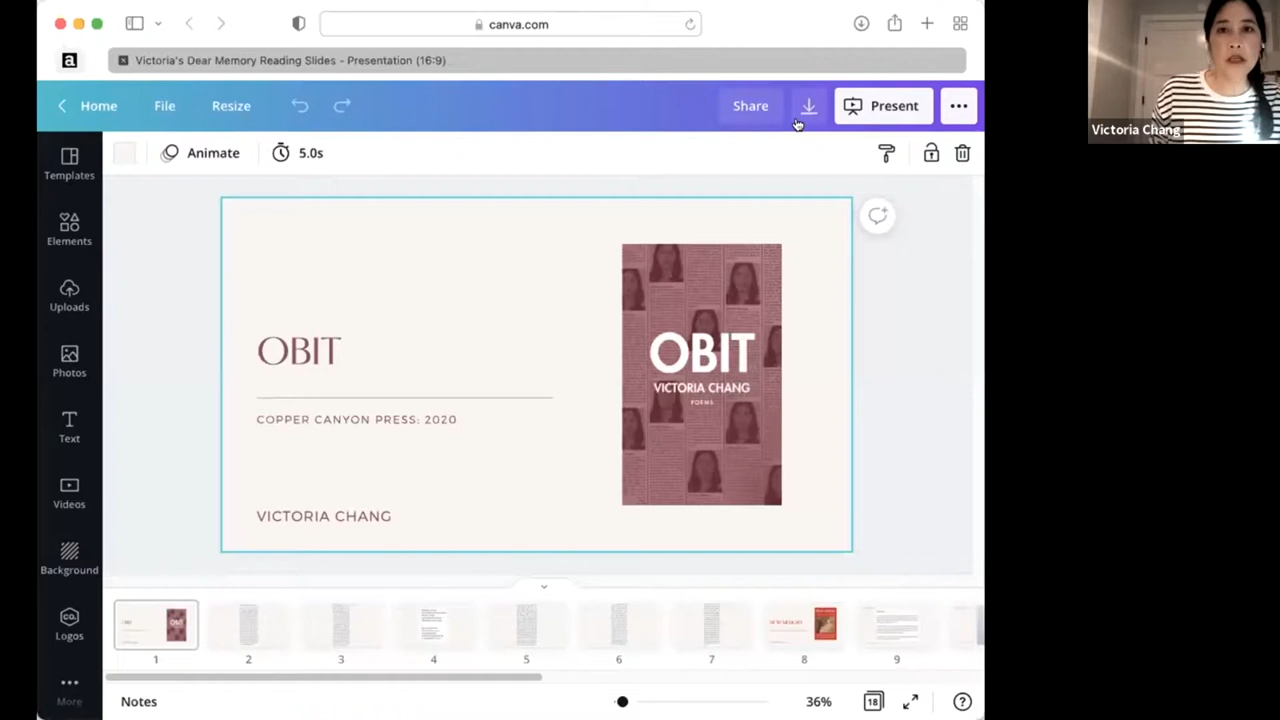 canva.com
a
Victoria's Dear Memory Reading Slides - Presentation (16:9)
Home
File
Resize
Share
Present
Victoria Chang
Animate
5.0s
Templates
Elements
Uploads
Photos
Text
Videos
Background
CO.
Logos
More
OBIT
COPPER CANYON PRESS: 2020
VICTORIA CHANG
OBIT
VICTORIA CHANG
POEMS
1
2
3
4
5
6
7
8
9
Notes
36%
18
?